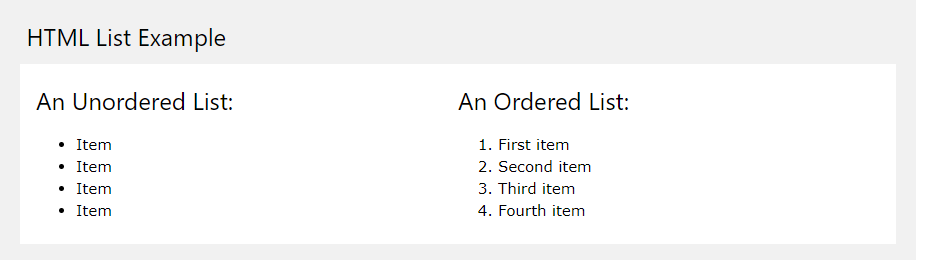 HTML List Example
An Unordered List:
• Item
• Item
• Item
• Item
An Ordered List:
1. First item
2. Second item
3. Third item
4. Fourth item